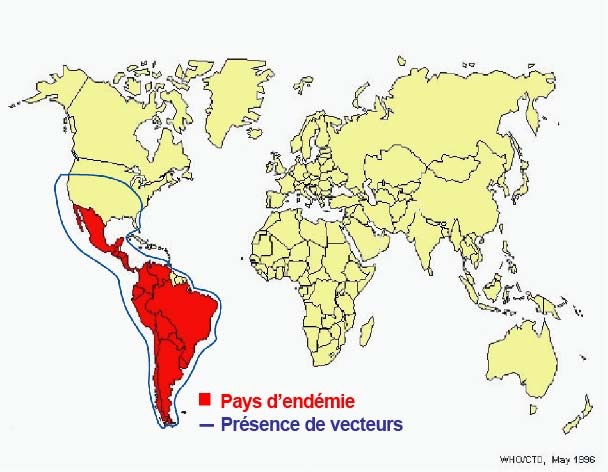 Pays d’endémie
Présence de vecteurs
WHO/CTD, May 1996